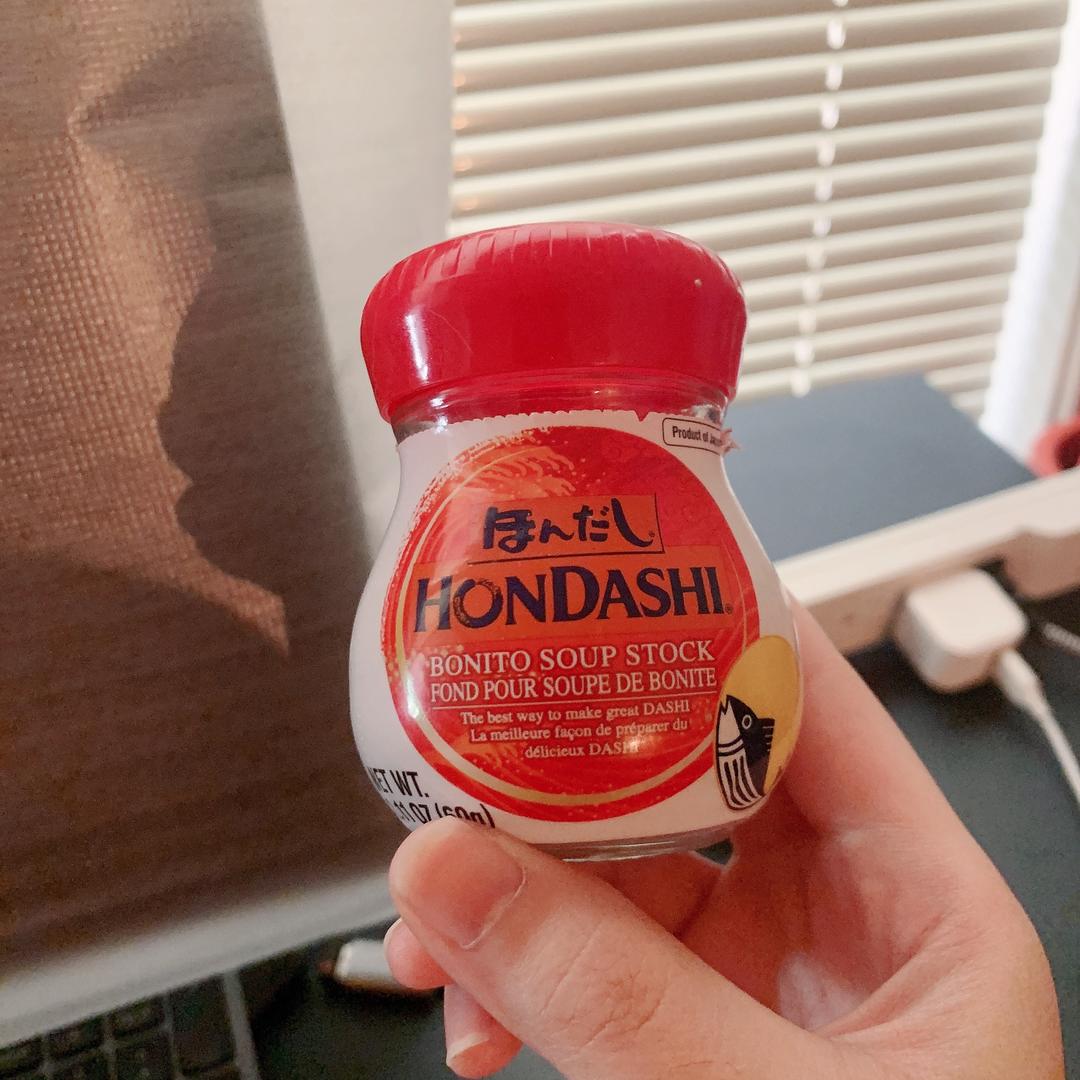 Product of
ほんだし
HONDASHI
BONITO SOUP STOCK
FOND POUR SOUPE DE BONITE
The best way to make great DASHI
La meilleure façon de préparer du
délicieux DASHI
NET WT.
(60g)